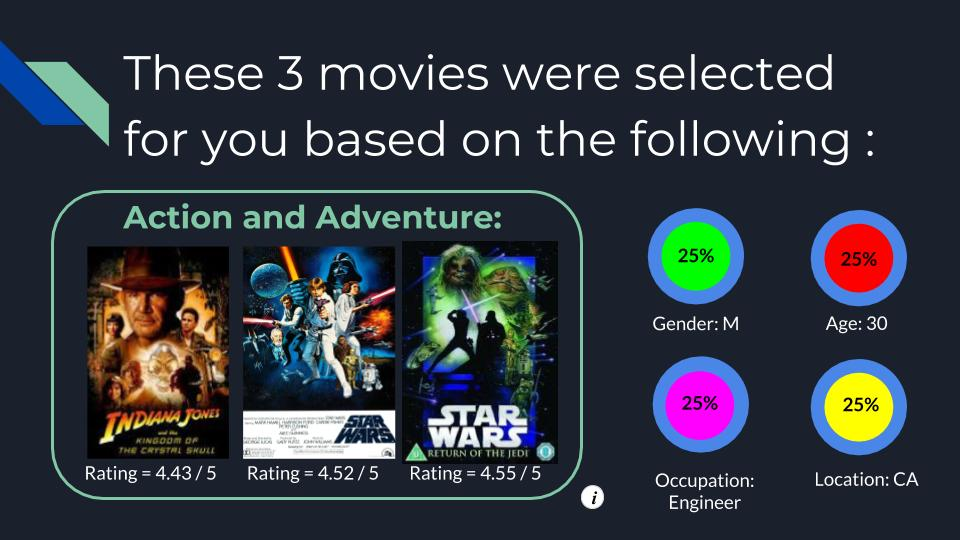 These 3 movies were selected
for you based on the following :
Action and Adventure:
INDIANA JONES
and the
KINGDOM OF
THE CRYSTAL SKULL
STAR
WARS
STAR
WARS
RETURN OF THE JEDI
Rating = 4.43 / 5
Rating = 4.52 / 5
Rating = 4.55 / 5
i
25%
25%
Gender: M
Age: 30
25%
25%
Occupation:
Engineer
Location: CA